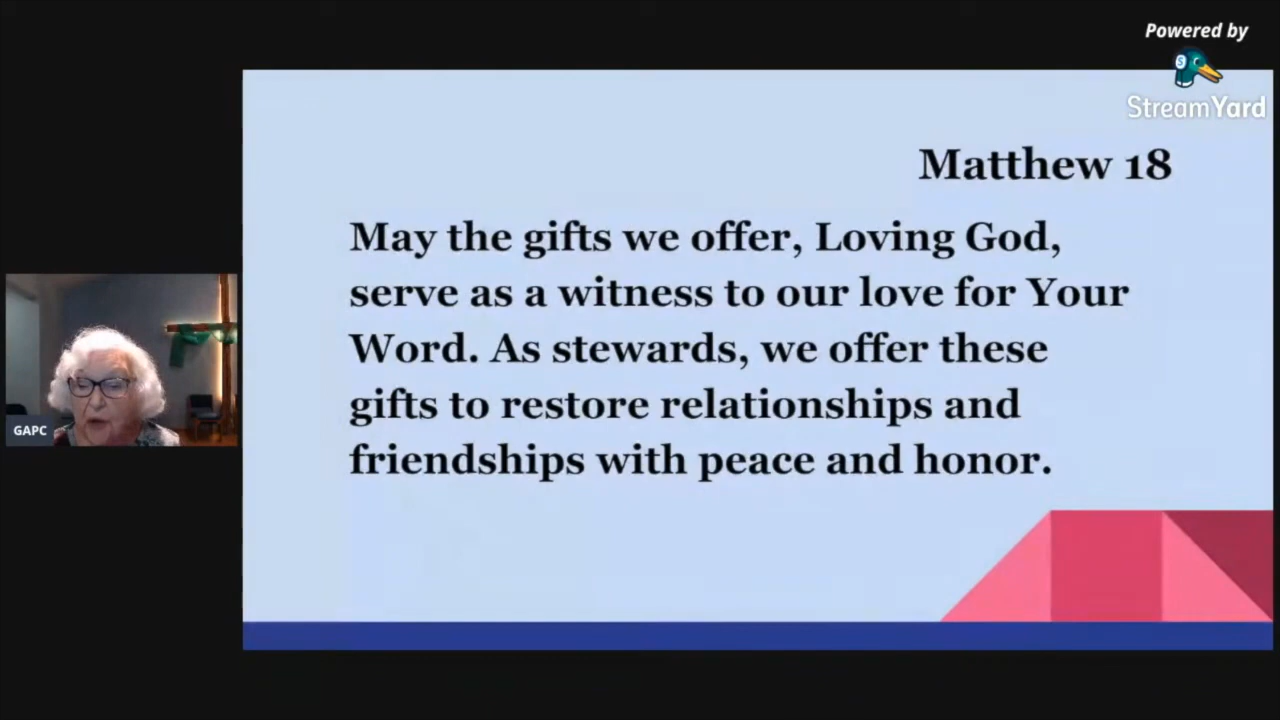 Powered by
StreamYard
Matthew 18
May the gifts we offer, Loving God,
serve as a witness to our love for Your
Word. As stewards, we offer these
gifts to restore relationships and
friendships with peace and honor.
GAPC